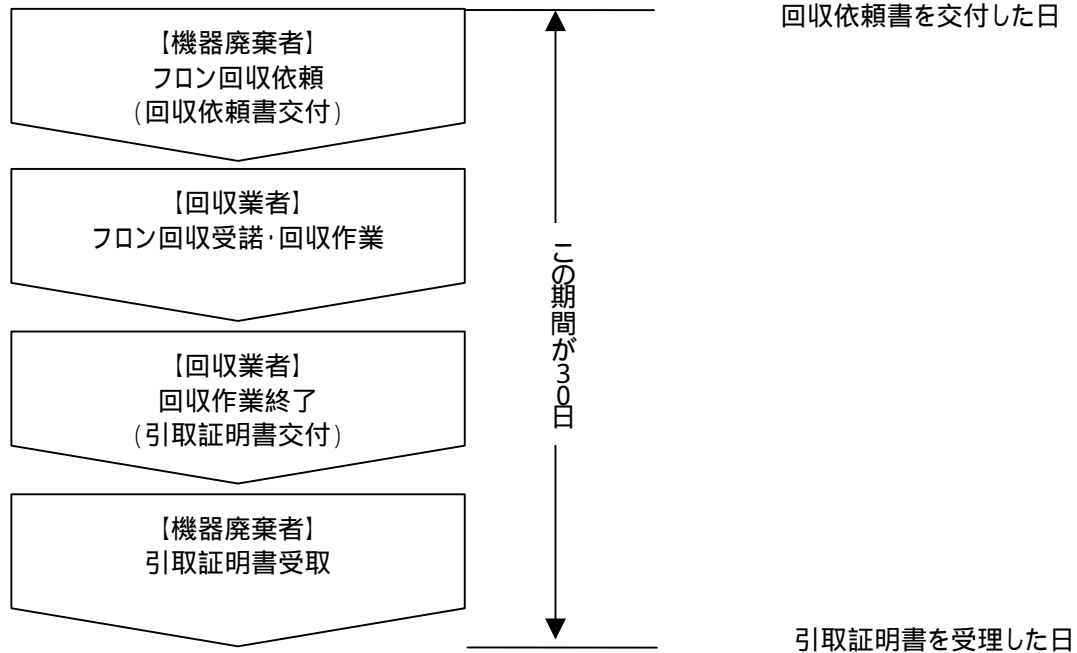 回収依頼書を交付した日
【機器廃棄者】
フロン回収依頼
(回収依頼書交付)
【回収業者】
フロン回収受諾・回収作業
この期間が30日
【回収業者】
回収作業終了
(引取証明書交付)
【機器廃棄者】
引取証明書受取
引取証明書を受理した日